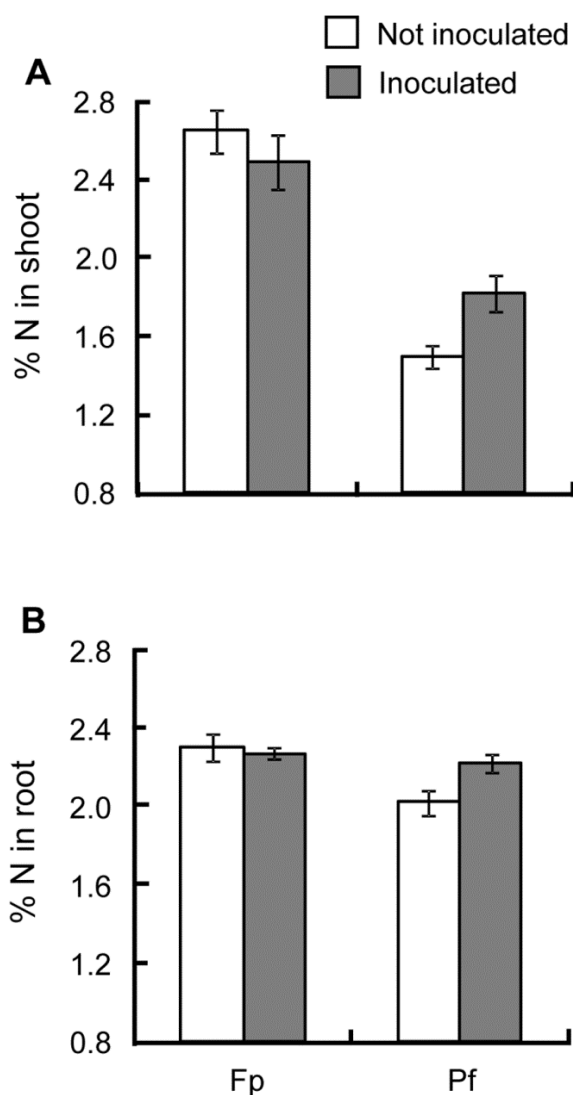 Not inoculated
Inoculated
A
% N in shoot
2.8
2.4
2.0
1.6
1.2
0.8
B
% N in root
2.8
2.4
2.0
1.6
1.2
0.8
Fp Pf